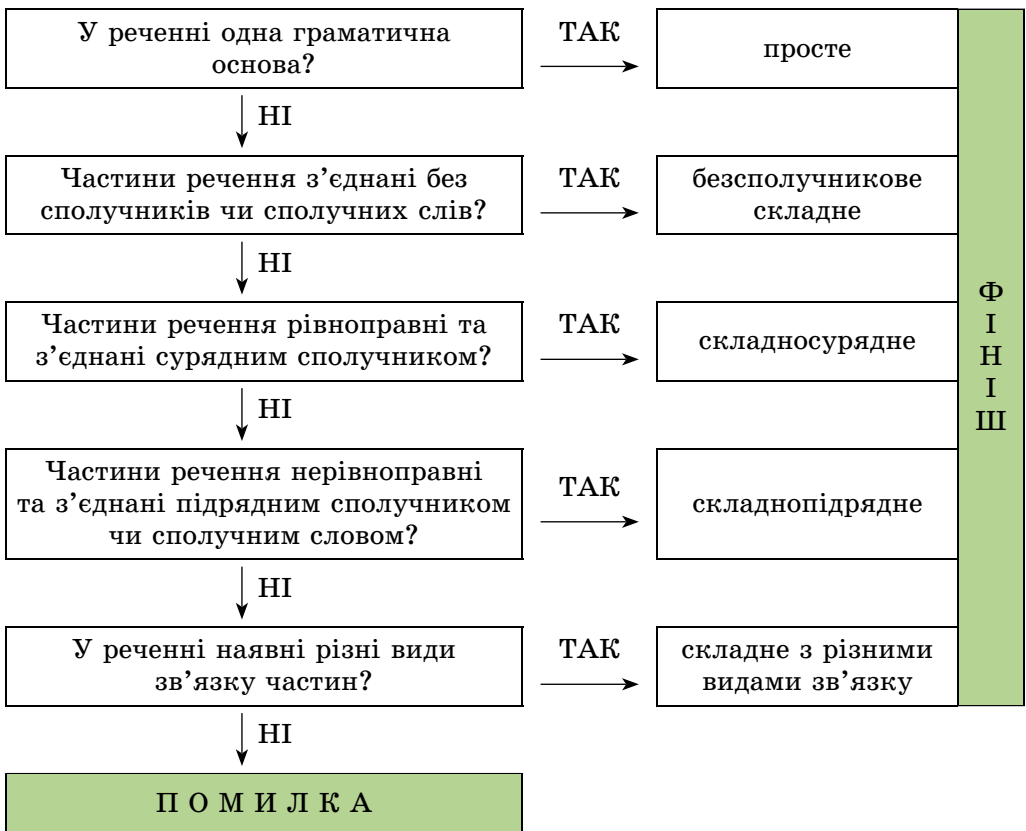 У реченні одна граматична
основа?
ТАК
просте
НІ
Частини речення з’єднані без
сполучників чи сполучних слів?
ТАК
безсполучникове
складне
НІ
Частини речення рівноправні та
з’єднані сурядним сполучником?
ТАК
складносурядне
НІ
Частини речення нерівноправні
та з’єднані підрядним сполучником
чи сполучним словом?
ТАК
складнопідрядне
НІ
У реченні наявні різні види
зв’язку частин?
ТАК
складне з різними
видами зв’язку
НІ
П О М И Л К А
Ф
І
Н
І
Ш